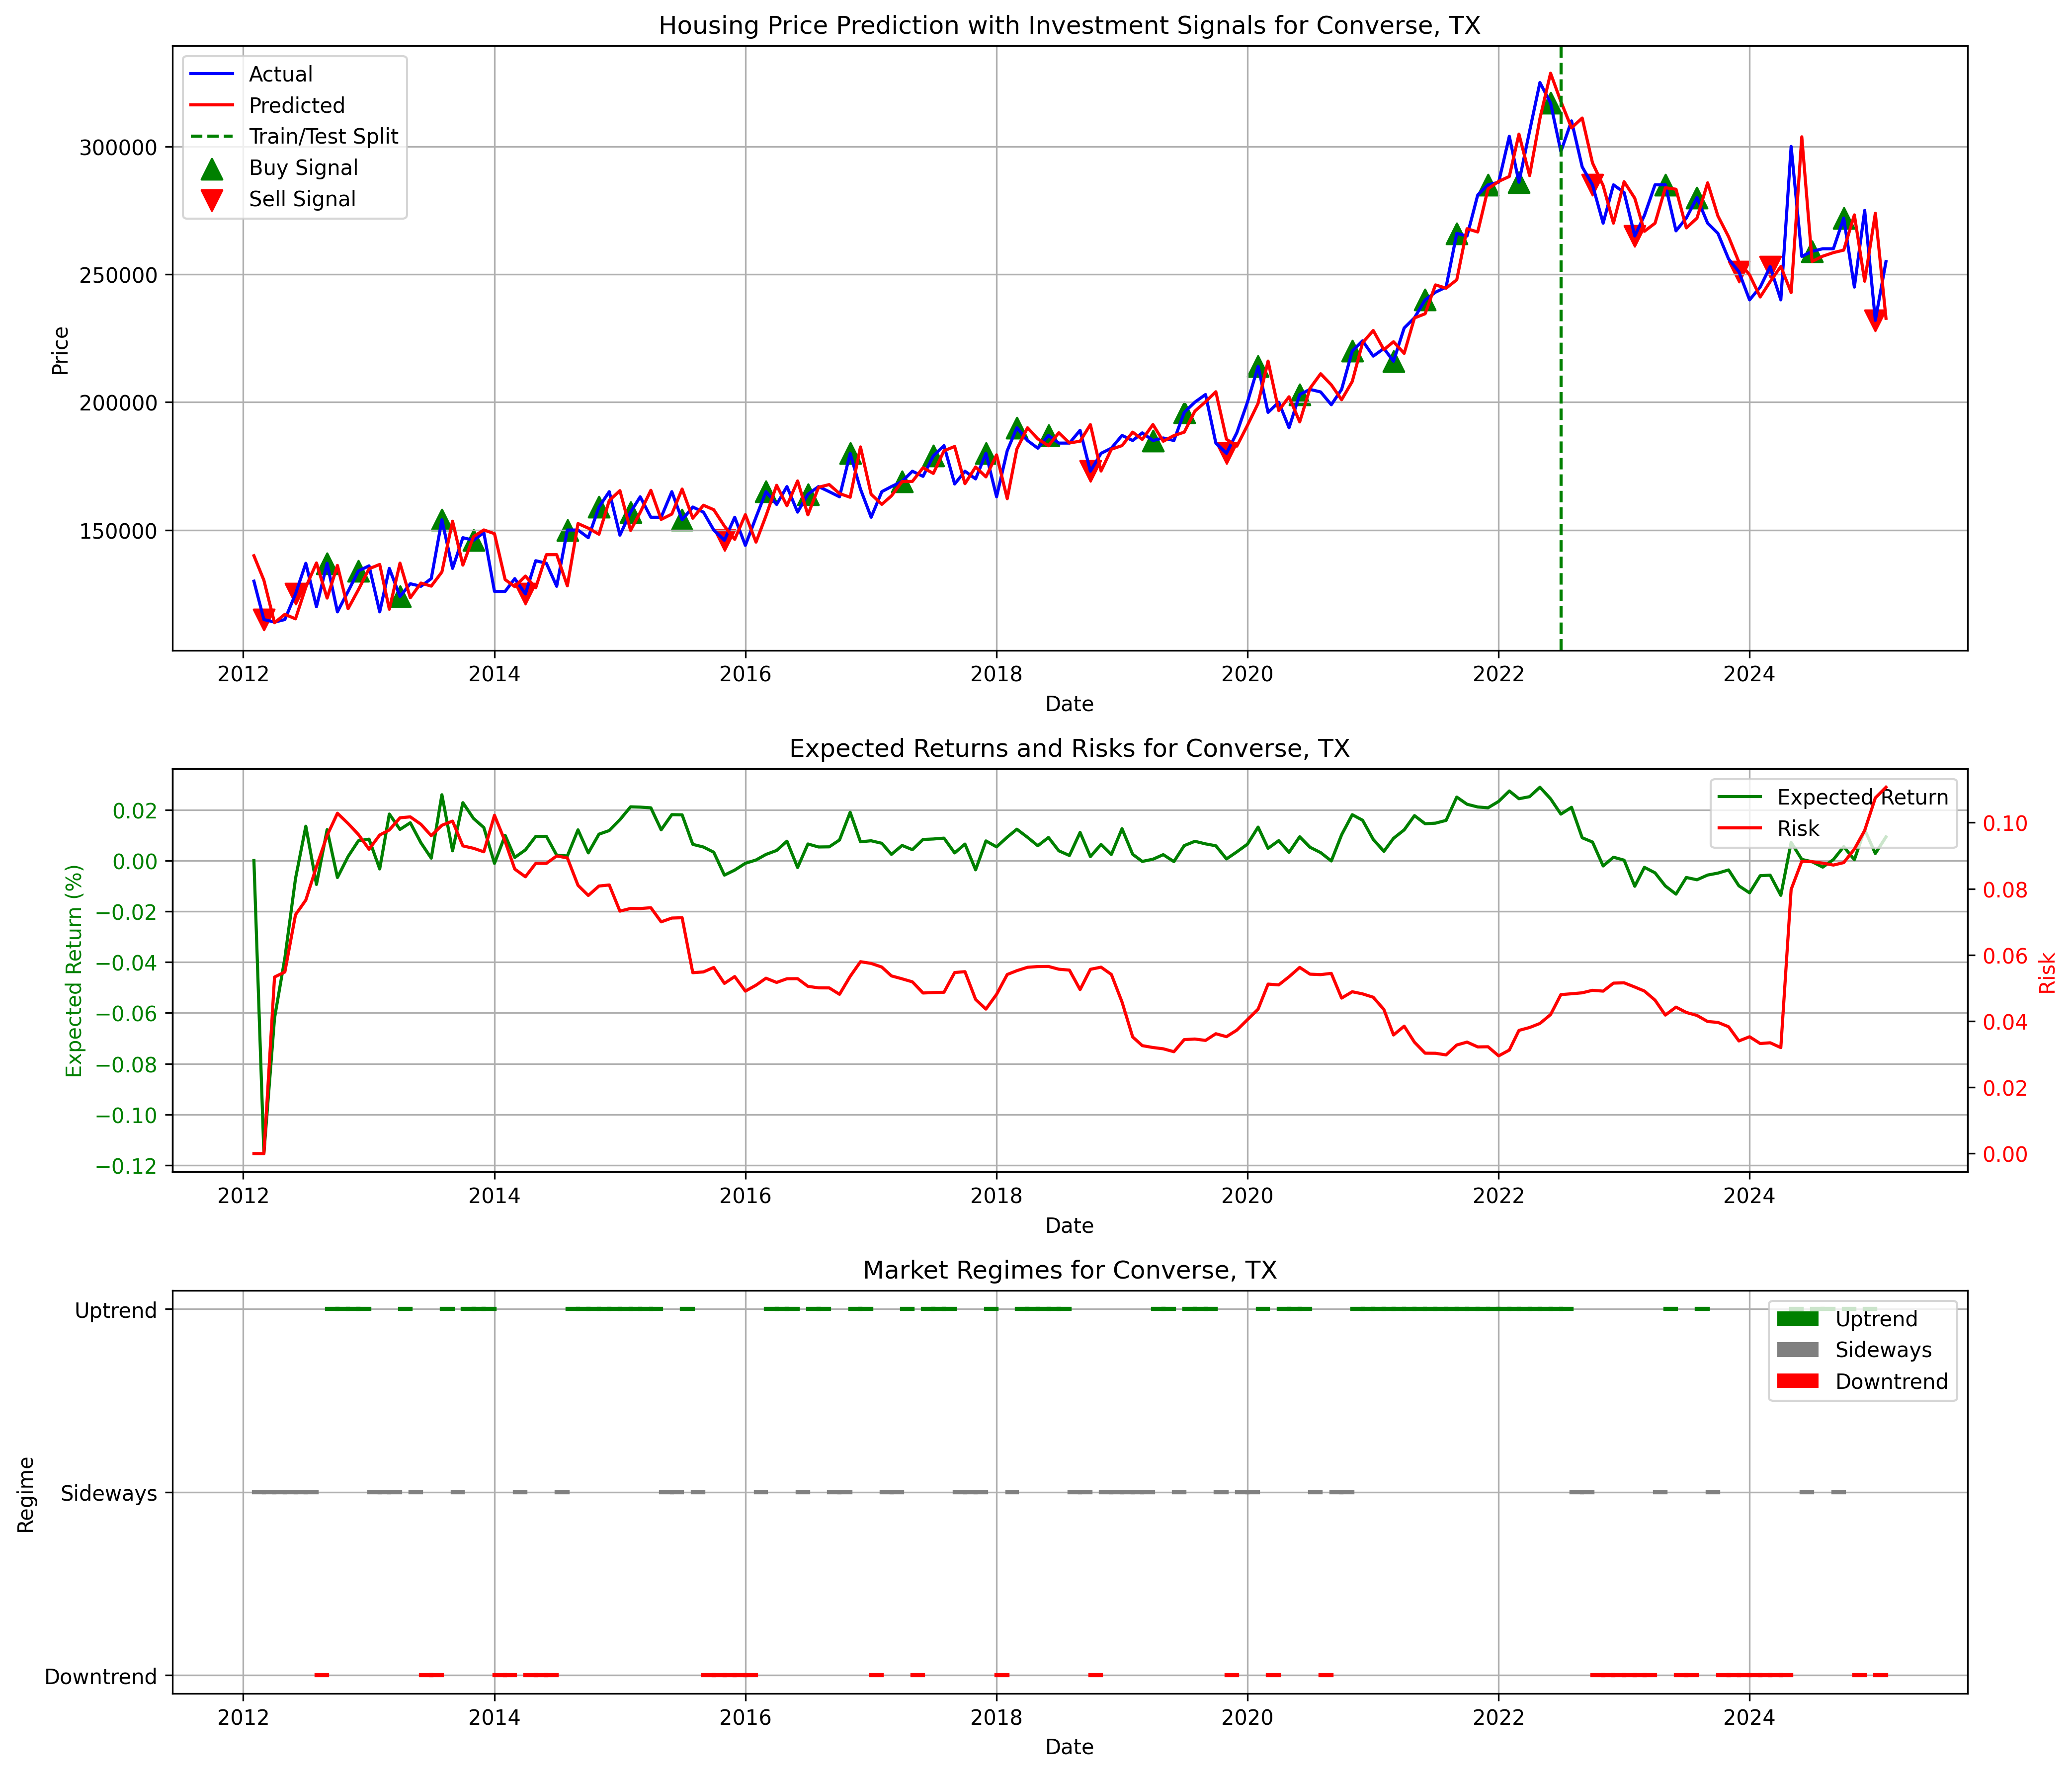 Housing Price Prediction with Investment Signals for Converse, TX
Actual
Predicted
Train/Test Split
Buy Signal
Sell Signal
300000
250000
200000
150000
Price
2012 2014 2016 2018 2020 2022 2024
Date
Expected Returns and Risks for Converse, TX
Expected Return
Risk
0.02
0.00
−0.02
−0.04
−0.06
−0.08
−0.10
−0.12
Expected Return (%)
0.10
0.08
0.06
0.04
0.02
0.00
Risk
2012 2014 2016 2018 2020 2022 2024
Date
Market Regimes for Converse, TX
Uptrend
Sideways
Downtrend
Uptrend
Sideways
Downtrend
Regime
2012 2014 2016 2018 2020 2022 2024
Date